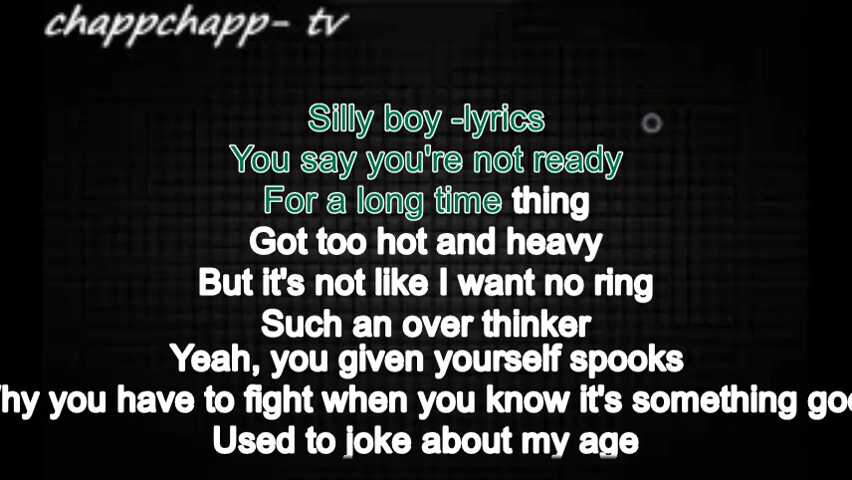 chappchapp- tv
Silly boy -lyrics
You say you're not ready
For a long time thing
Got too hot and heavy
But it's not like I want no ring
Such an over thinker
Yeah, you given yourself spooks
you have to fight when you know it's something
Used to joke about my age